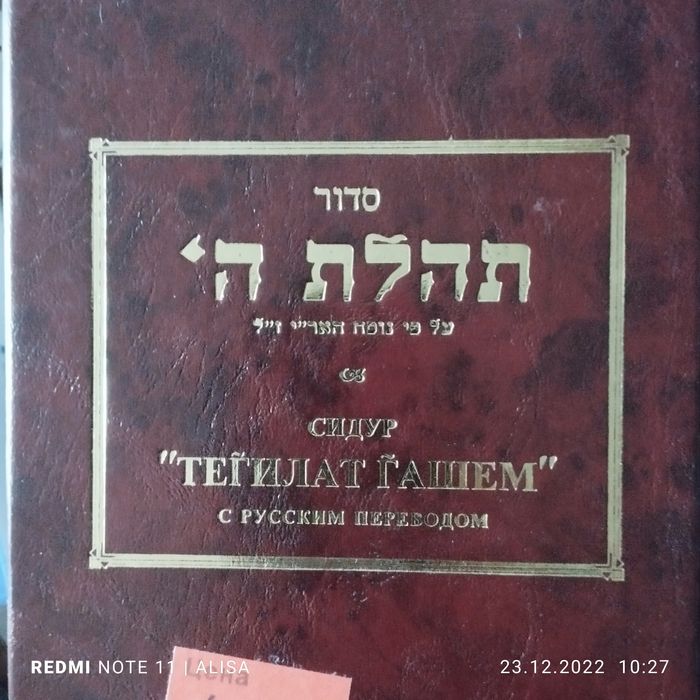 סדור
תהלת ה'
על פי נוסח האר"י ז"ל
СИДУР
"ТЕЃИЛАТ ЃАШЕМ"
С РУССКИМ ПЕРЕВОДОМ
Цена
REDMI NOTE 11 | ALISA
23.12.2022 10:27